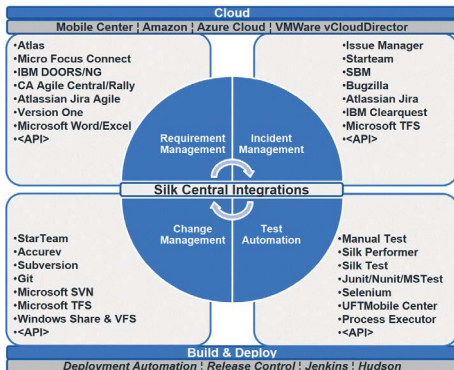 Cloud
Mobile Center ¦ Amazon ¦ Azure Cloud ¦ VMWare vCloudDirector
•Atlas
•Micro Focus Connect
•IBM DOORS/NG
•CA Agile Central/Rally
•Atlassian Jira Agile
•Version One
•Microsoft Word/Excel
•<API>
•Issue Manager
•Starteam
•SBM
•Bugzilla
•Atlassian Jira
•IBM Clearquest
•Microsoft TFS
•<API>
Requirement
Management
Incident
Management
Silk Central Integrations
Change
Management
Test
Automation
•StarTeam
•Accurev
•Subversion
•Git
•Microsoft SVN
•Microsoft TFS
•Windows Share & VFS
•<API>
•Manual Test
•Silk Performer
•Silk Test
•Junit/Nunit/MSTest
•Selenium
•UFTMobile Center
•Process Executor
•<API>
Build & Deploy
Deployment Automation ¦ Release Control ¦ Jenkins ¦ Hudson